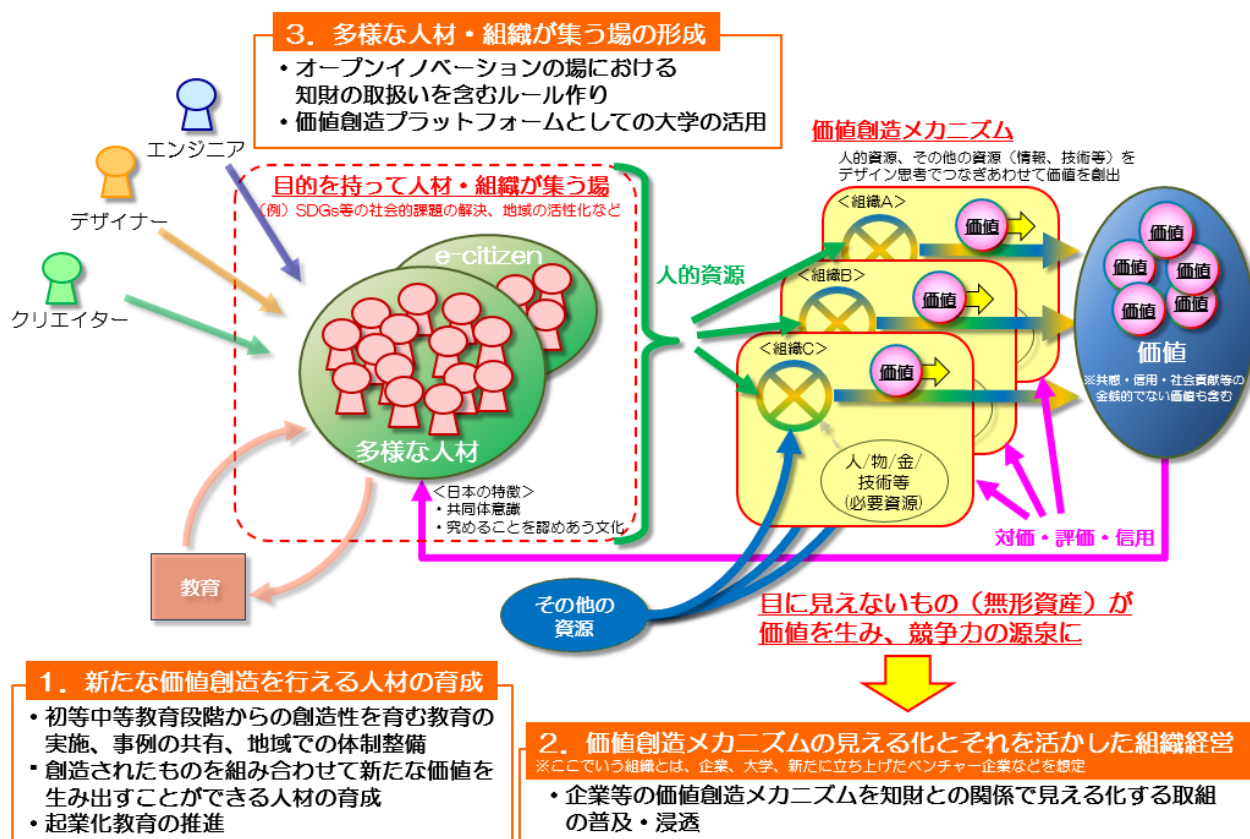 3．多様な人材・組織が集う場の形成
・オープンイノベーションの場における
知財の取扱いを含むルール作り
・価値創造プラットフォームとしての大学の活用
エンジニア
デザイナー
クリエイター
目的を持って人材・組織が集う場
（例）SDGs等の社会的課題の解決、地域の活性化など
e-citizen
多様な人材
＜日本の特徴＞
・共同体意識
・究めることを認めあう文化
教育
人的資源
価値創造メカニズム
人的資源、その他の資源（情報、技術等）を
デザイン思考でつなぎあわせて価値を創出
＜組織A＞
価値
＜組織B＞
価値
＜組織C＞
価値
人/物/金/
技術等
(必要資源)
価値
価値
価値
価値
価値
価値
※共感・信用・社会貢献等の
金銭的でない価値も含む
対価・評価・信用
その他の
資源
目に見えないもの（無形資産）が
価値を生み、競争力の源泉に
1．新たな価値創造を行える人材の育成
・初等中等教育段階からの創造性を育む教育の
実施、事例の共有、地域での体制整備
・創造されたものを組み合わせて新たな価値を
生み出すことができる人材の育成
・起業化教育の推進
2．価値創造メカニズムの見える化とそれを活かした組織経営
※ここでいう組織とは、企業、大学、新たに立ち上げたベンチャー企業などを想定
・企業等の価値創造メカニズムを知財との関係で見える化する取組
の普及・浸透